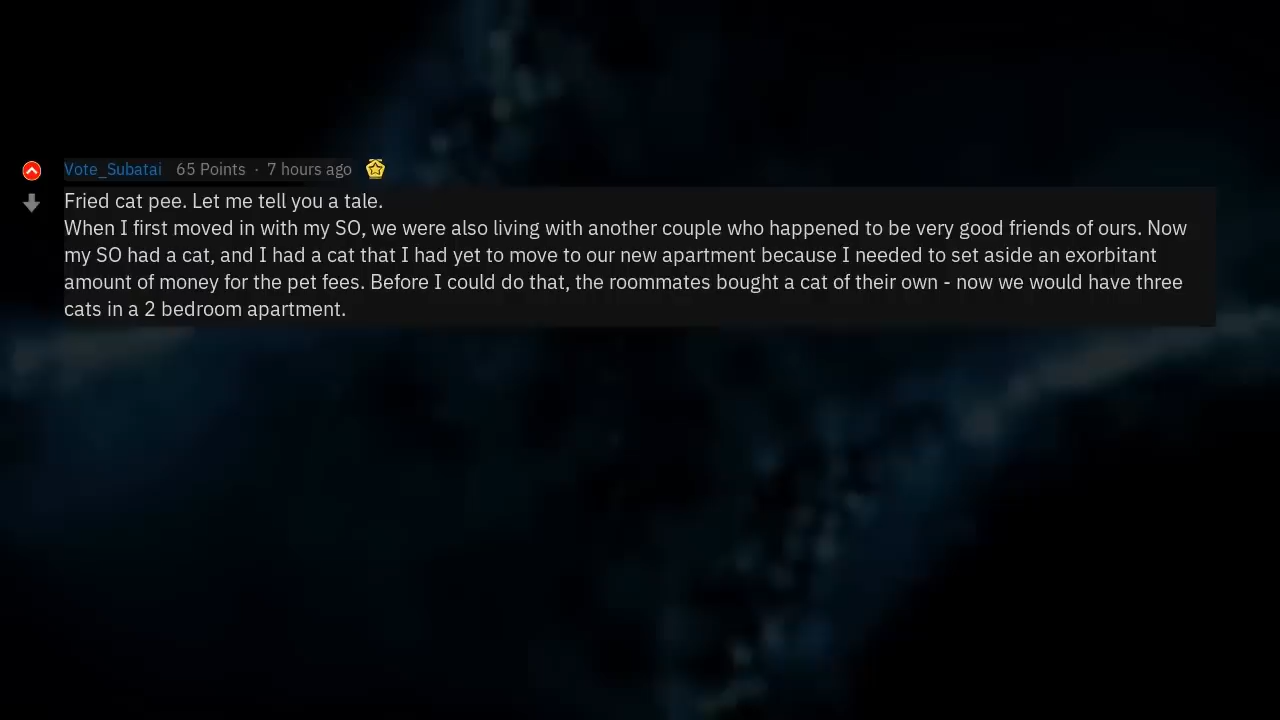 Vote_Subatai 65 Points · 7 hours ago
Fried cat pee. Let me tell you a tale.
When I first moved in with my SO, we were also living with another couple who happened to be very good friends of ours. Now
my SO had a cat, and I had a cat that I had yet to move to our new apartment because I needed to set aside an exorbitant
amount of money for the pet fees. Before I could do that, the roommates bought a cat of their own - now we would have three
cats in a 2 bedroom apartment.